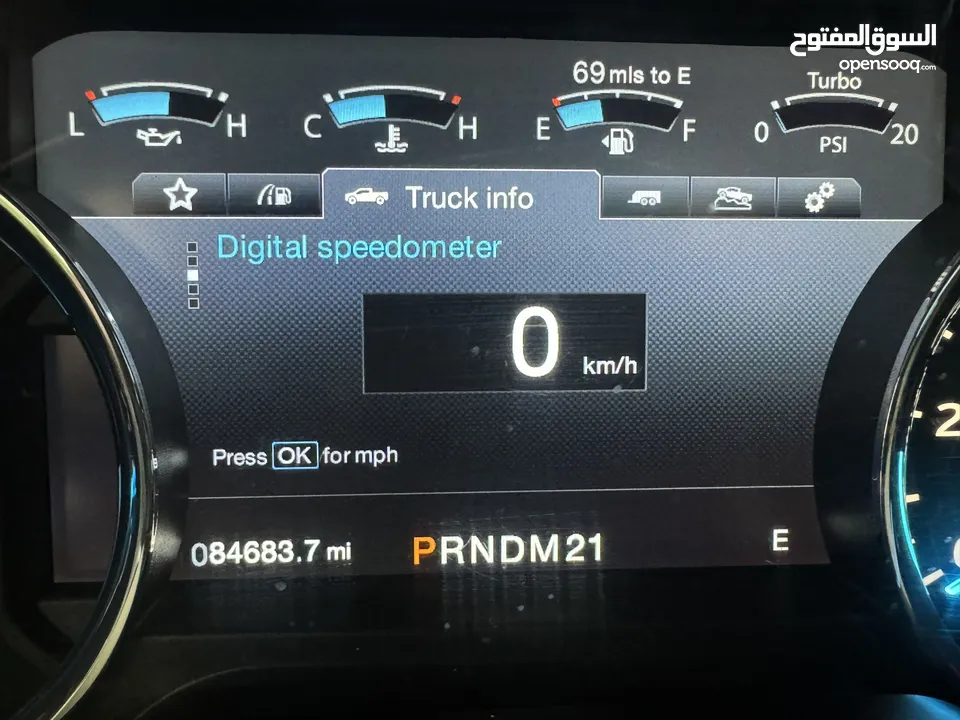 السوق المفتوح
opensooq.com
69 mls to E
Turbo
L H
C H
E F
0 20
PSI
Truck info
Digital speedometer
0 km/h
Press OK for mph
084683.7 mi PRNDM21 E
2